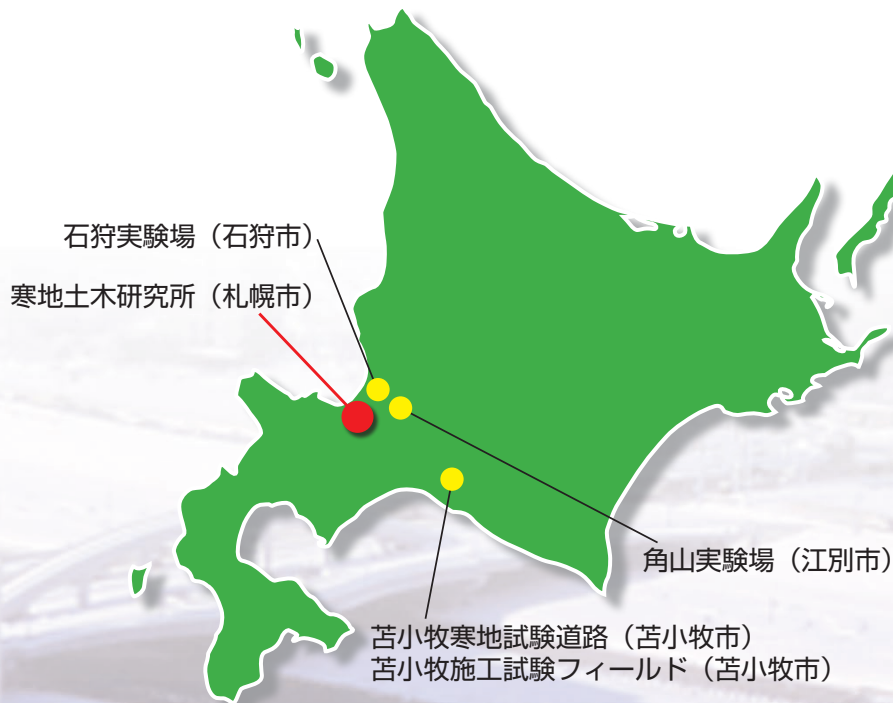 石狩実験場（石狩市）
寒地土木研究所（札幌市）
角山実験場（江別市）
苫小牧寒地試験道路（苫小牧市）
苫小牧施工試験フィールド（苫小牧市）